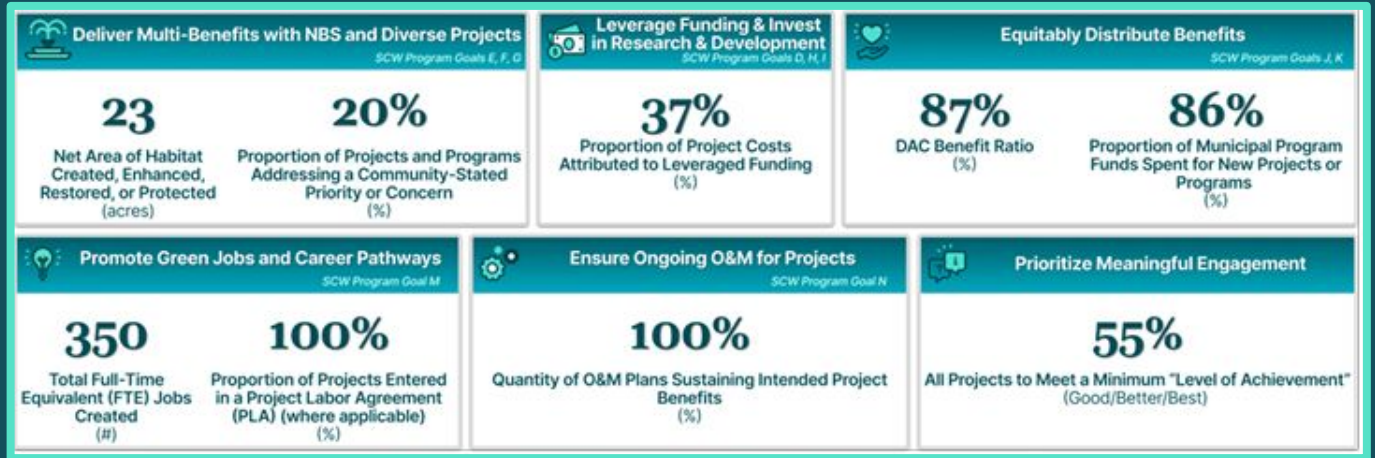 Deliver Multi-Benefits with NBS and Diverse Projects
SCW Program Goals E, F, G
23
Net Area of Habitat
Created, Enhanced,
Restored, or Protected
(acres)
20%
Proportion of Projects and Programs
Addressing a Community-Stated
Priority or Concern
(%)
Leverage Funding & Invest
in Research & Development
SCW Program Goals D, H, I
37%
Proportion of Project Costs
Attributed to Leveraged Funding
(%)
Equitably Distribute Benefits
SCW Program Goals J, K
87%
DAC Benefit Ratio
(%)
86%
Proportion of Municipal Program
Funds Spent for New Projects or
Programs
(%)
Promote Green Jobs and Career Pathways
SCW Program Goal M
350
Total Full-Time
Equivalent (FTE) Jobs
Created
(#)
100%
Proportion of Projects Entered
in a Project Labor Agreement
(PLA) (where applicable)
(%)
Ensure Ongoing O&M for Projects
SCW Program Goal N
100%
Quantity of O&M Plans Sustaining Intended Project
Benefits
(%)
Prioritize Meaningful Engagement
55%
All Projects to Meet a Minimum "Level of Achievement"
(Good/Better/Best)